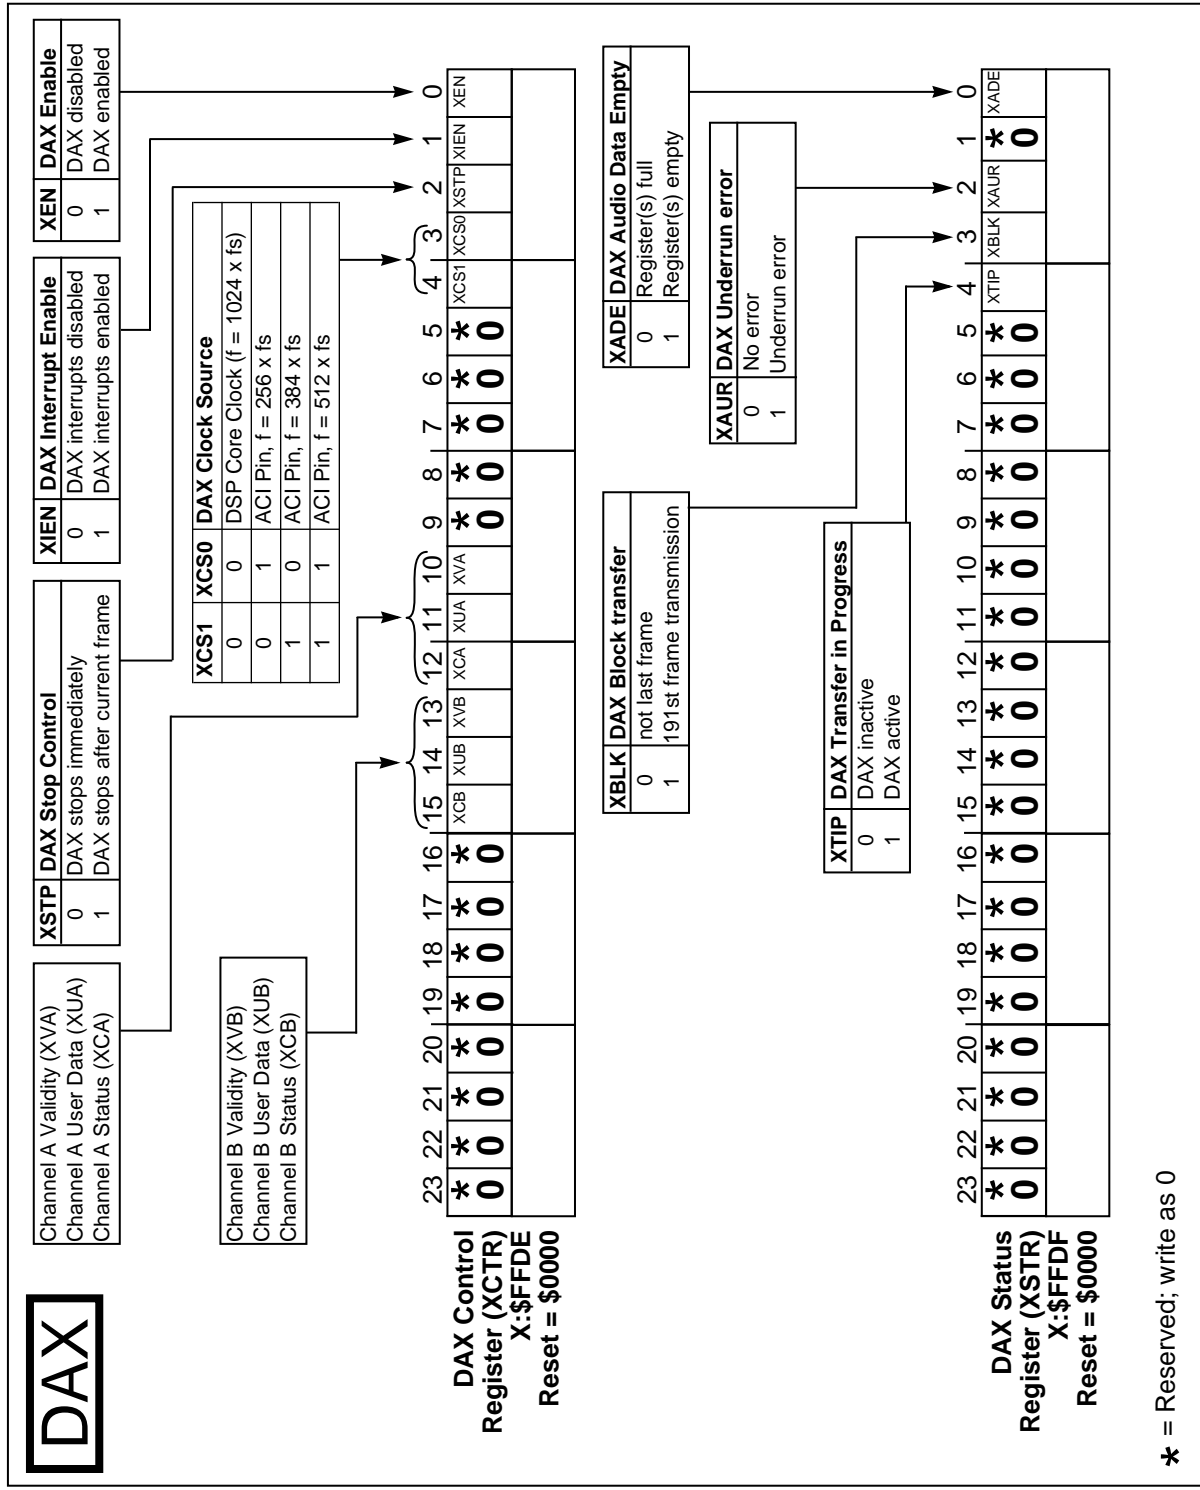 DAX
Channel A Validity (XVA)
Channel A User Data (XUA)
Channel A Status (XCA)
XSTP DAX Stop Control
0 DAX stops immediately
1 DAX stops after current frame
XIEN DAX Interrupt Enable
0 DAX interrupts disabled
1 DAX interrupts enabled
XEN DAX Enable
0 DAX disabled
1 DAX enabled
Channel B Validity (XVB)
Channel B User Data (XUB)
Channel B Status (XCB)
XCS1 XCS0 DAX Clock Source
0 0 DSP Core Clock (f = 1024 x fs)
0 1 ACI Pin, f = 256 x fs
1 0 ACI Pin, f = 384 x fs
1 1 ACI Pin, f = 512 x fs
23 22 21 20 19 18 17 16 15 14 13 12 11 10 9 8 7 6 5 4 3 2 1 0
* * * * * * * * XCB XUB XVB XCA XUA XVA * * * * * XCS1 XCS0 XSTP XIEN XEN
0 0 0 0 0 0 0 0 0 0 0 0 0
DAX Control
Register (XCTR)
X:$FFDE
Reset = $0000
XBLK DAX Block transfer
0 not last frame
1 191st frame transmission
XADE DAX Audio Data Empty
0 Register(s) full
1 Register(s) empty
XAUR DAX Underrun error
0 No error
1 Underrun error
XTIP DAX Transfer in Progress
0 DAX inactive
1 DAX active
23 22 21 20 19 18 17 16 15 14 13 12 11 10 9 8 7 6 5 4 3 2 1 0
* * * * * * * * * * * * * * * * * * * XTIP XBLK XAUR * XADE
0 0 0 0 0 0 0 0 0 0 0 0 0 0 0 0 0 0 0 0
DAX Status
Register (XSTR)
X:$FFDF
Reset = $0000
* = Reserved; write as 0